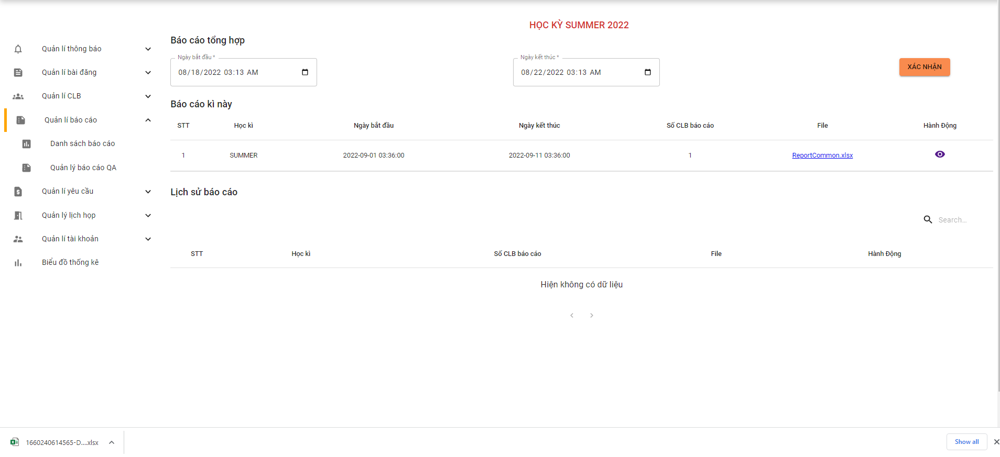 HỌC KỲ SUMMER 2022
Quản lí thông báo
Quản lí bài đăng
Quản lí CLB
Quản lí báo cáo
Danh sách báo cáo
Quản lý báo cáo QA
Quản lí yêu cầu
Quản lý lịch họp
Quản lí tài khoản
Biểu đồ thống kê
Báo cáo tổng hợp
Ngày bắt đầu *
08/18/2022 03:13 AM
Ngày kết thúc *
08/22/2022 03:13 AM
XÁC NHẬN
Báo cáo kì này
STT Học kì Ngày bắt đầu Ngày kết thúc Số CLB báo cáo File Hành Động
1 SUMMER 2022-09-01 03:36:00 2022-09-11 03:36:00 1 ReportCommon.xlsx
Lịch sử báo cáo
Search...
STT Học kì Số CLB báo cáo File Hành Động
Hiện không có dữ liệu
1660240614565-D....xlsx
Show all